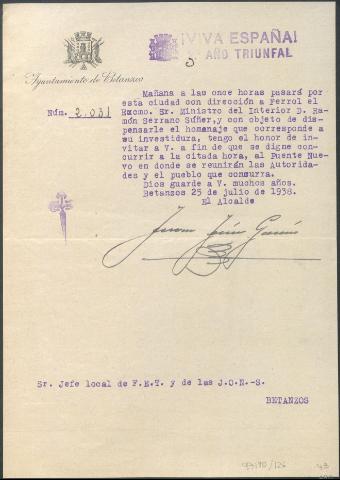 ¡VIVA ESPAÑA!
AÑO TRIUNFAL
Ayuntamiento de Betanzos
Núm. 2.031
Mañana a las once horas pasará por
esta ciudad con dirección a Ferrol el
Excmo. Sr. Ministro del Interior D. Ra-
món Serrano Súñer, y con objeto de dis-
pensarle el homenaje que corresponde a
su investidura, tengo el honor de in-
vitar a V. a fin de que se digne con-
currir a la citada hora, al Puente Nue-
vo en donde se reunirán las Autorida-
des y el pueblo que concurra.
Dios guarde a V. muchos años.
Betanzos 25 de julio de 1938.
El Alcalde
Sr. Jefe local de F.E.T. y de las J.O.N.-S.
BETANZOS
43